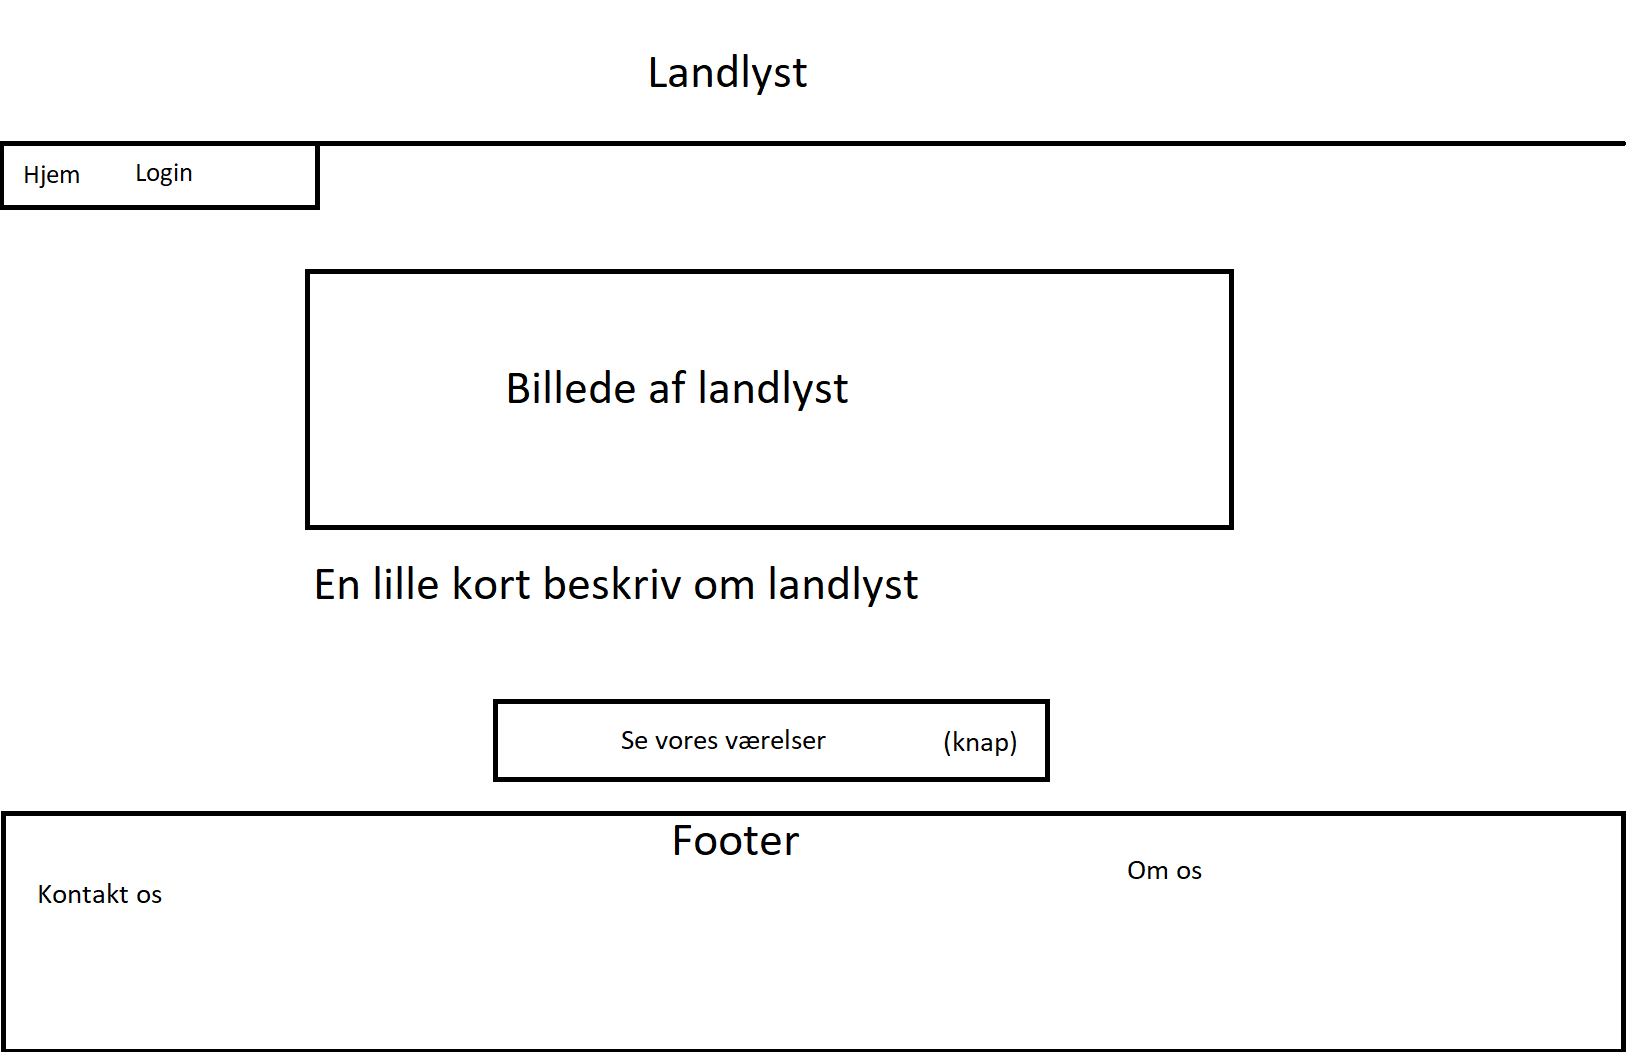 Landlyst
Hjem
Login
Billede af landlyst
En lille kort beskriv om landlyst
Se vores værelser
(knap)
Footer
Om os
Kontakt os